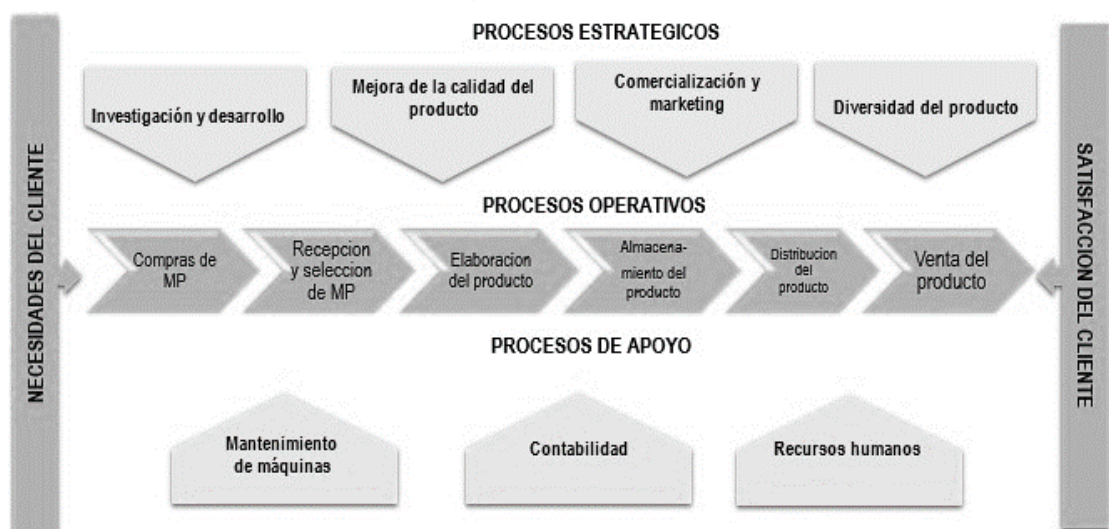 PROCESOS ESTRATEGICOS
Investigación y desarrollo
Mejora de la calidad del
producto
Comercialización y
marketing
Diversidad del producto
NECESIDADES DEL CLIENTE
PROCESOS OPERATIVOS
Compras de
MP
Recepcion
y seleccion
de MP
Elaboracion
del producto
Almacena-
miento del
producto
Distribucion
del
producto
Venta del
producto
SATISFACCION DEL CLIENTE
PROCESOS DE APOYO
Mantenimiento
de máquinas
Contabilidad
Recursos humanos